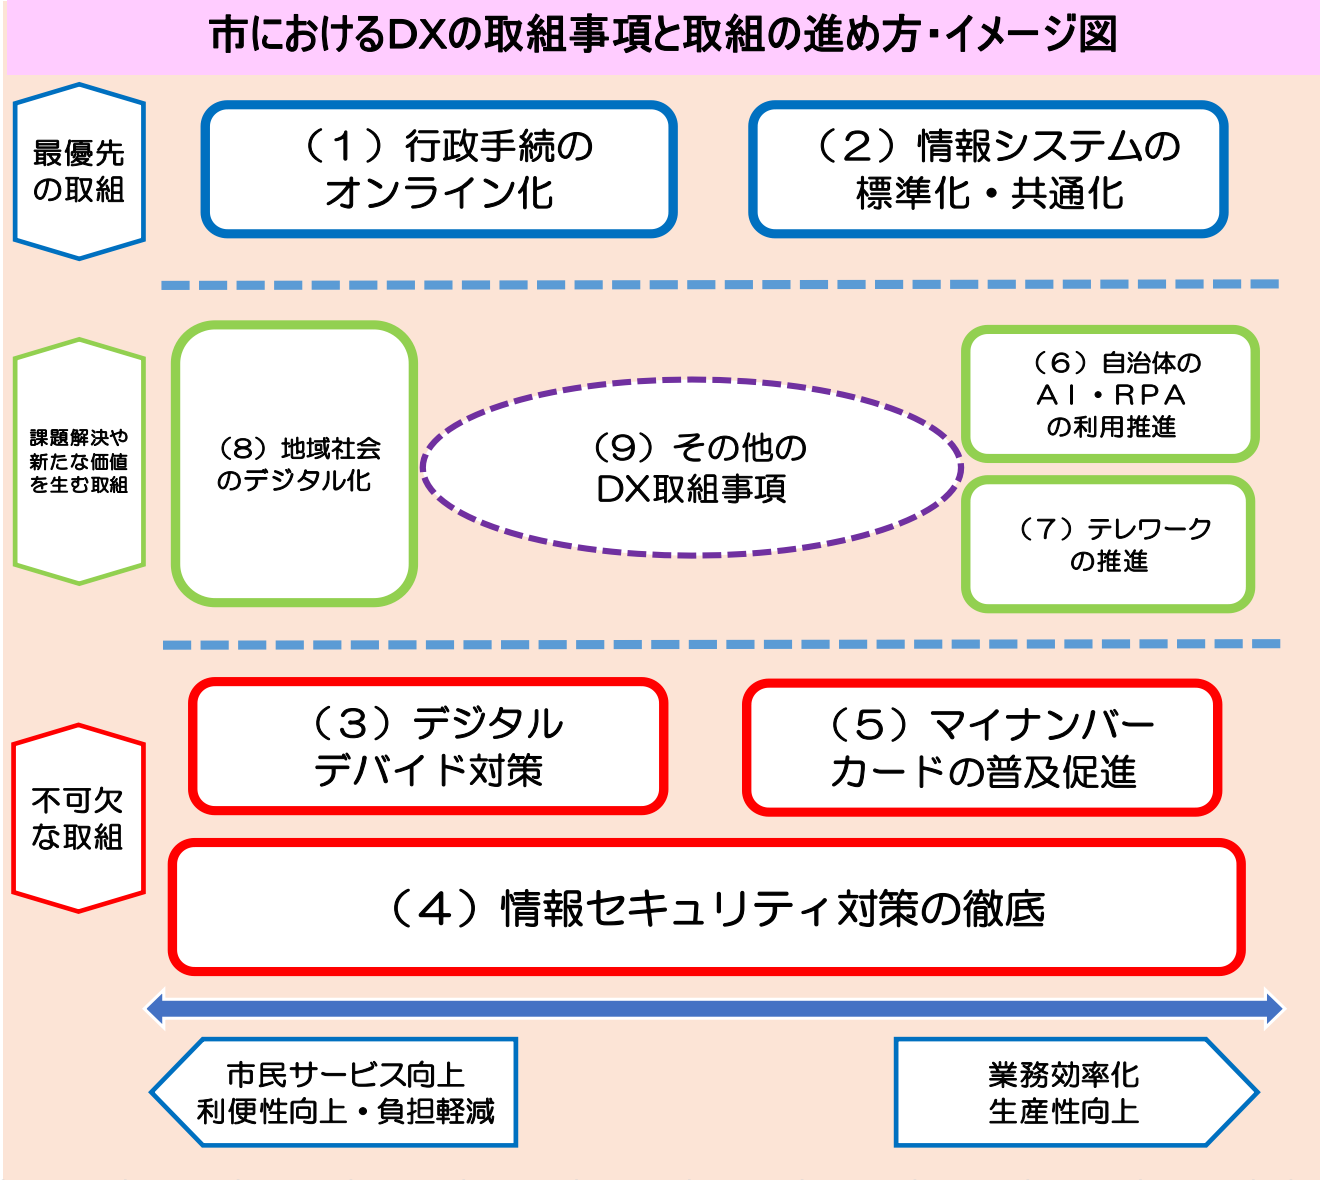 市におけるDXの取組事項と取組の進め方・イメージ図
最優先
の取組
（１）行政手続の
オンライン化
（２）情報システムの
標準化・共通化
課題解決や
新たな価値
を生む取組
（8）地域社会
のデジタル化
（9）その他の
DX取組事項
（6）自治体の
ＡＩ・ＲＰＡ
の利用推進
（7）テレワーク
の推進
不可欠
な取組
（３）デジタル
デバイド対策
（５）マイナンバー
カードの普及促進
（４）情報セキュリティ対策の徹底
市民サービス向上
利便性向上・負担軽減
業務効率化
生産性向上